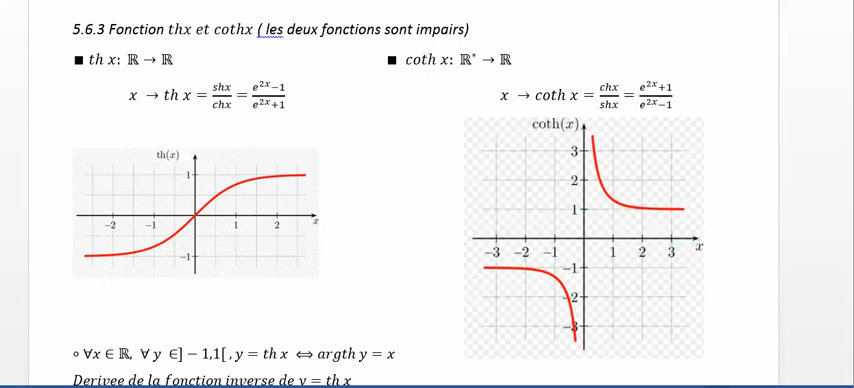 5.6.3 Fonction thx et cothx ( les deux fonctions sont impairs)
■ th x: ℝ → ℝ
■ coth x: ℝ* → ℝ
x → th x = shx/chx = e^{2x}−1/e^{2x}+1
x → coth x = chx/shx = e^{2x}+1/e^{2x}−1
th(x)
1
−2 −1 1 2 x
−1
coth(x)
3
2
1
−3 −2 −1 1 2 3 x
−1
−2
−3
∘ ∀x ∈ ℝ, ∀ y ∈] − 1,1[ , y = th x ⟺ argth y = x
Derivee de la fonction inverse de y = th x